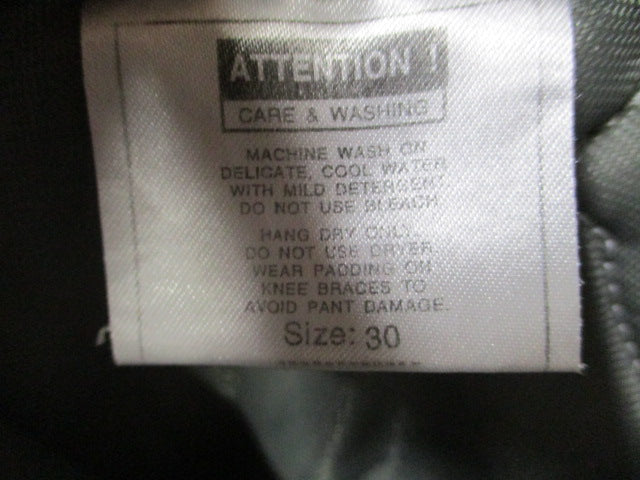 ATTENTION !
CARE & WASHING
MACHINE WASH ON
DELICATE, COOL WATER
WITH MILD DETERGENT
DO NOT USE BLEACH
HANG DRY ONLY.
DO NOT USE DRYER
WEAR PADDING ON
KNEE BRACES TO
AVOID PANT DAMAGE.
Size: 30